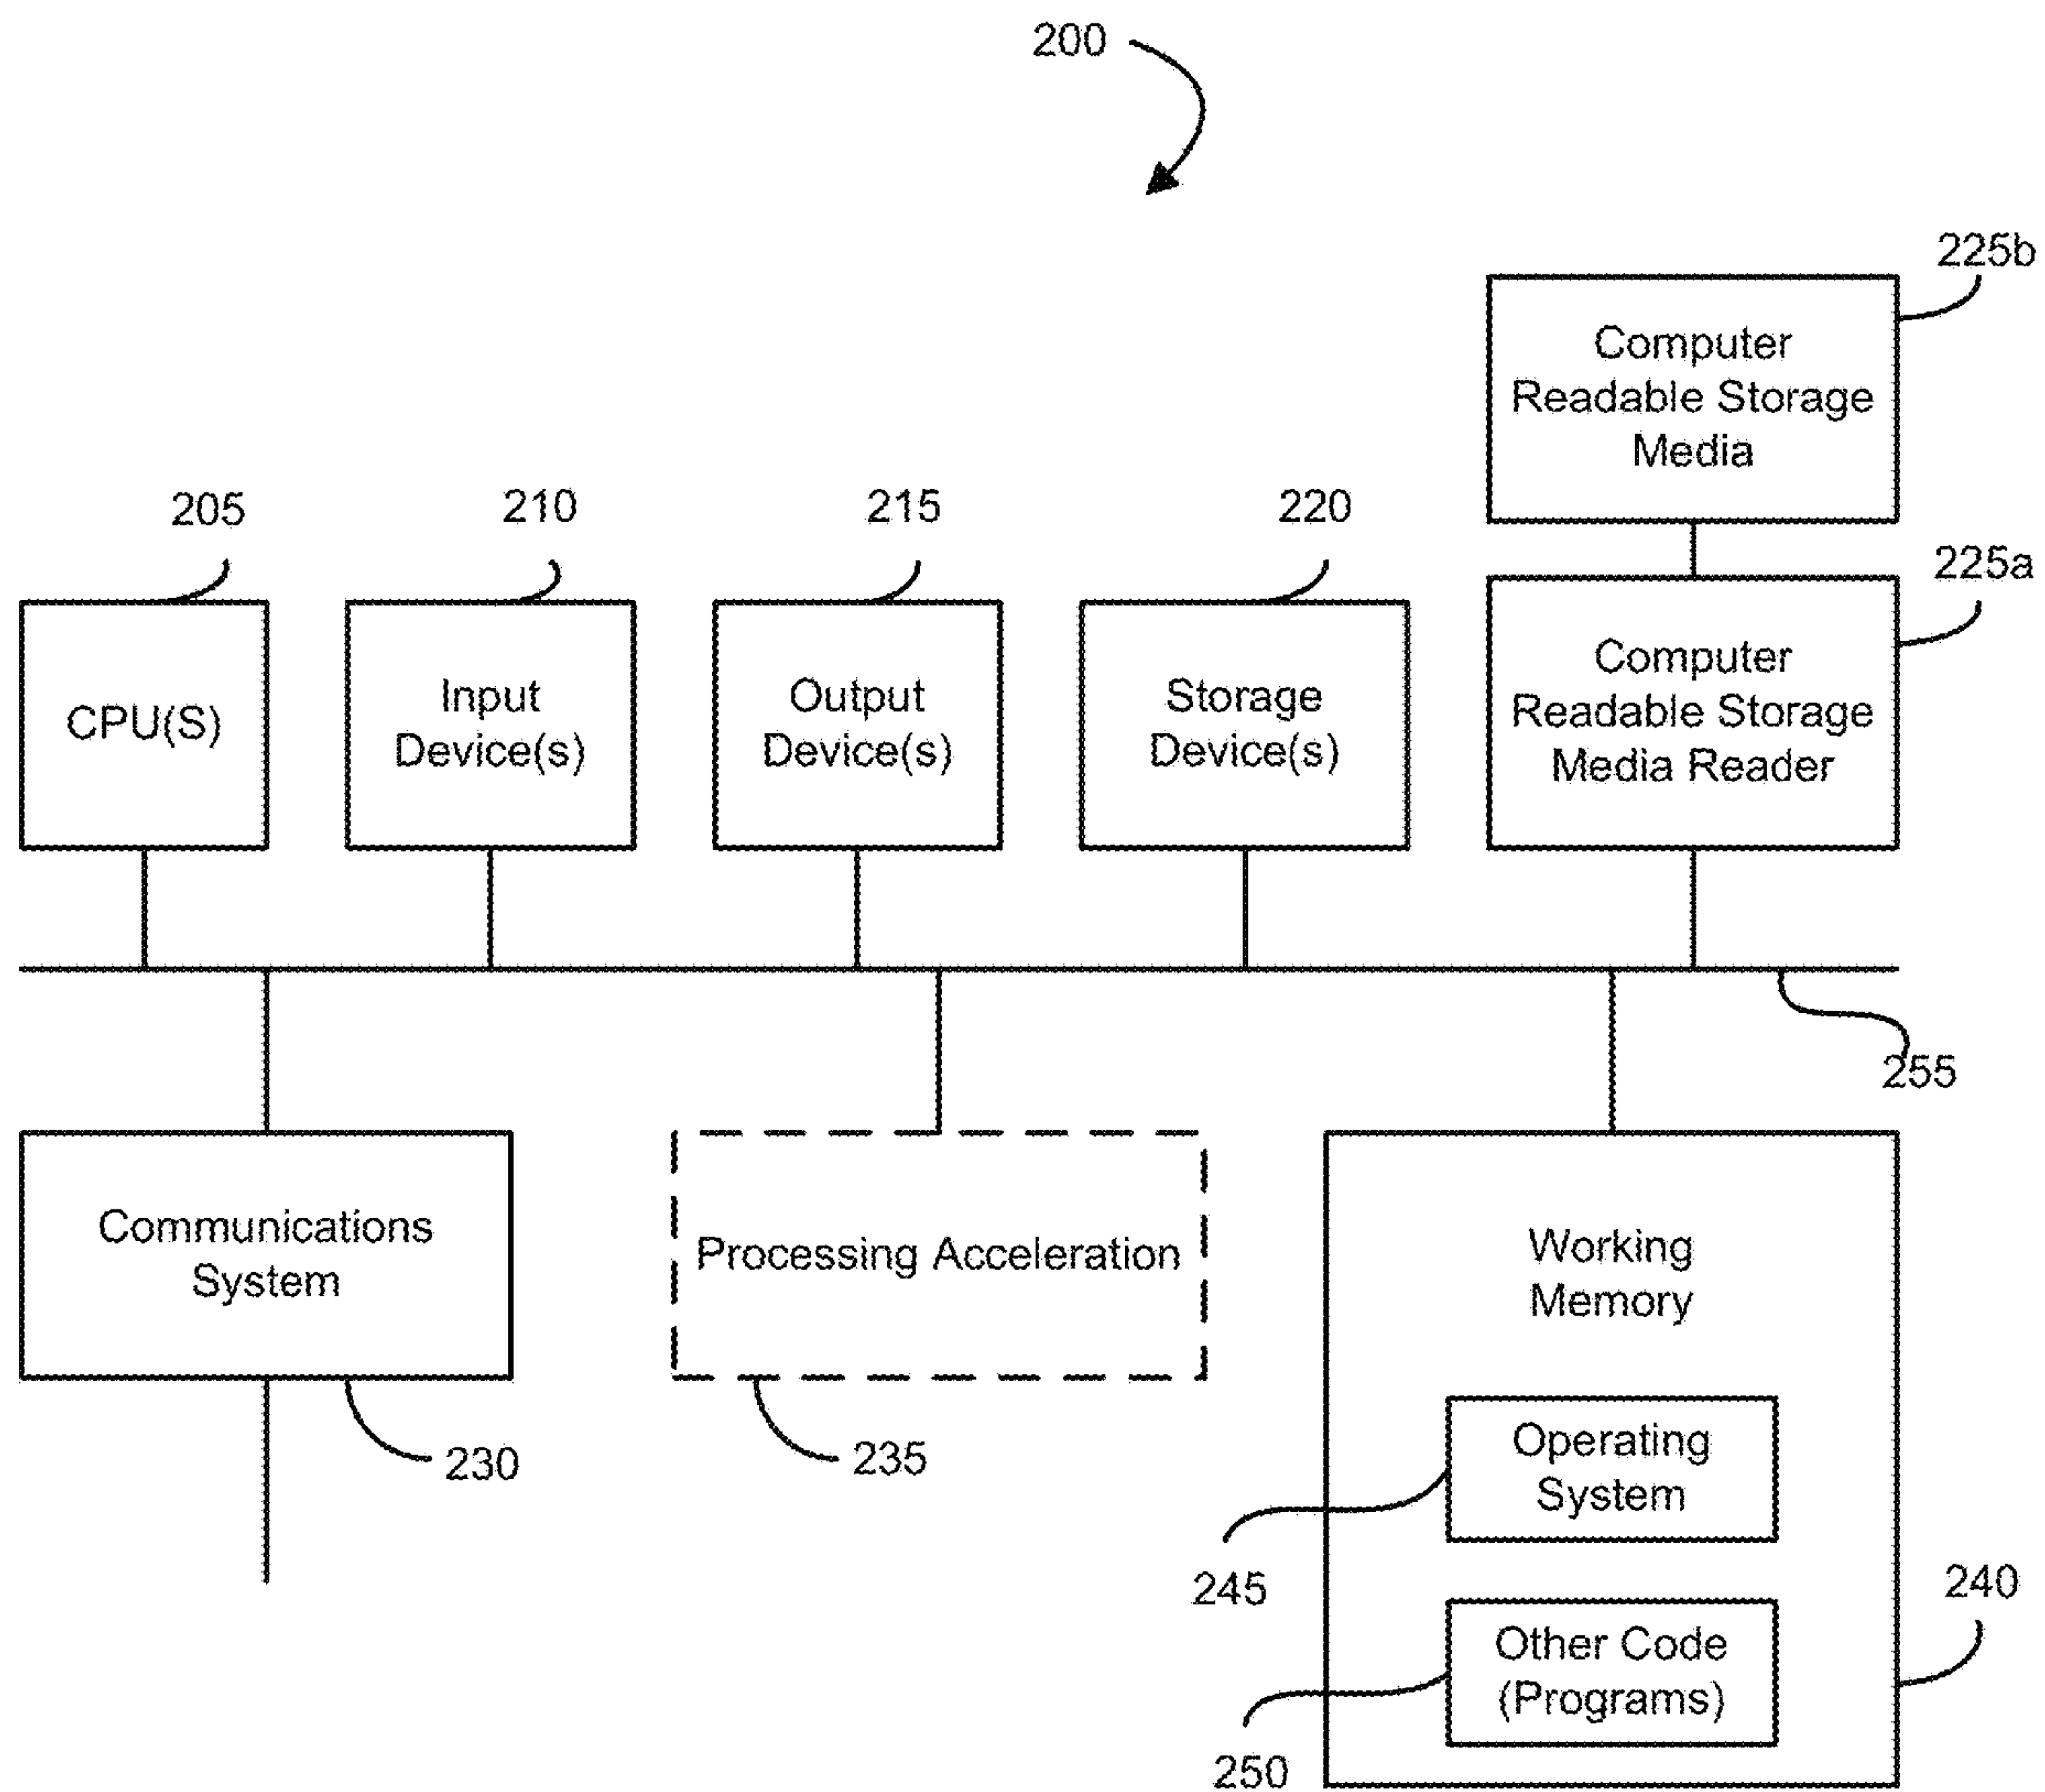 200
225b
Computer
Readable Storage
Media
205
210
215
220
225a
CPU(S)
Input
Device(s)
Output
Device(s)
Storage
Device(s)
Computer
Readable Storage
Media Reader
255
Communications
System
Processing Acceleration
Working
Memory
230
235
Operating
System
245
240
Other Code
(Programs)
250